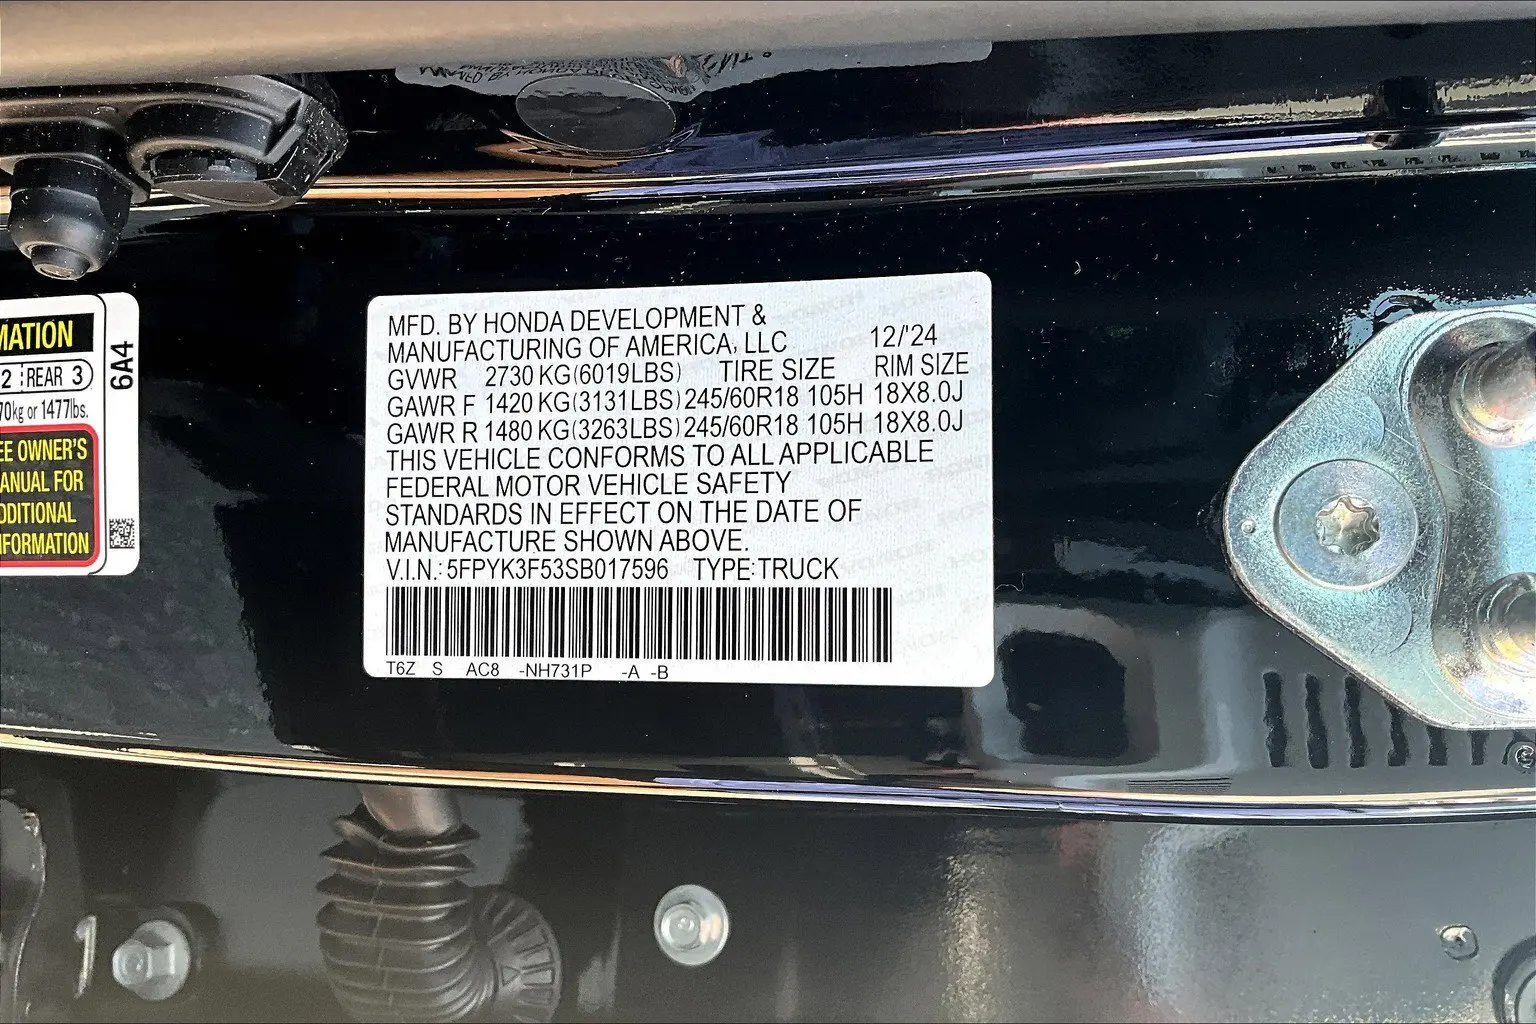 MATION
2 REAR 3
70kg or 1477lbs.
EE OWNER'S
ANUAL FOR
DDITIONAL
NFORMATION
6A4
MFD. BY HONDA DEVELOPMENT &
MANUFACTURING OF AMERICA, LLC 12/'24
GVWR 2730 KG(6019LBS) TIRE SIZE RIM SIZE
GAWR F 1420 KG(3131LBS) 245/60R18 105H 18X8.0J
GAWR R 1480 KG(3263LBS) 245/60R18 105H 18X8.0J
THIS VEHICLE CONFORMS TO ALL APPLICABLE
FEDERAL MOTOR VEHICLE SAFETY
STANDARDS IN EFFECT ON THE DATE OF
MANUFACTURE SHOWN ABOVE.
V.I.N.: 5FPYK3F53SB017596 TYPE:TRUCK
T6Z S AC8 -NH731P -A -B